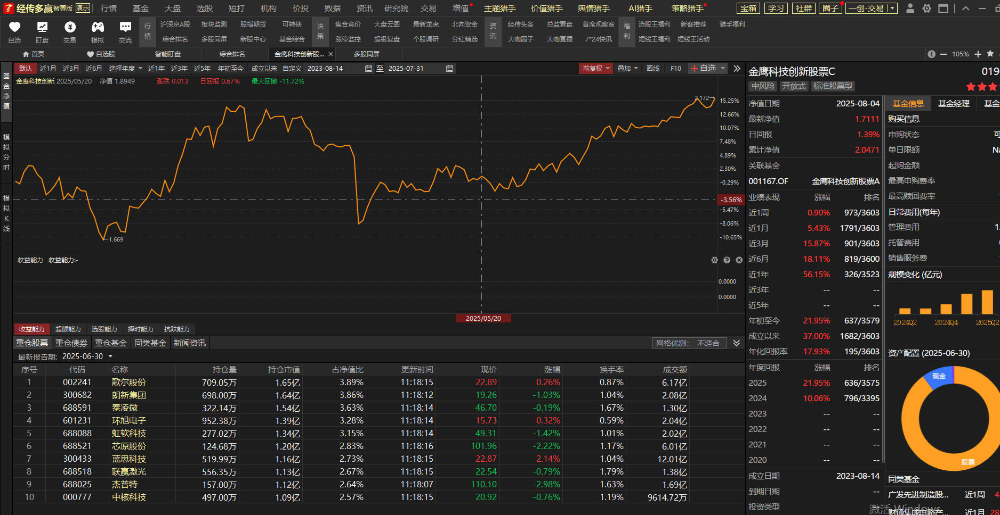 经传多赢 智尊版 演示 行情 基金 大盘 选股 短打 机构 价投 数据 资讯 研究院 交易 增值 主题猎手 价值猎手 舆情猎手 AI猎手 策略猎手 宝箱 学习 社群 圈子 一创-交易
自选 盯盘 交易 模拟 交流
行情 沪深京A股 板块监测 股指期货 可转债 决策 集合竞价 大盘云图 最新龙虎 北向资金 资讯 经传头条 总监看盘 首席观察室 福利 选股王福利 新客推荐 猎手福利
综合排名 多股同屏 新股中心 基金综合 涨停监控 超级复盘 个股调研 分红精选 大咖圈子 大咖直播 7*24快讯 短线王福利 短线王活动
首页 自选股 智能盯盘 综合排名 金鹰科技创新股... 多股同屏 105%
基金净值
模拟分时
模拟K线
默认 近1月 近3月 近6月 选择年度 近1年 近3年 近5年 年初至今 成立以来 自定义 2023-08-14 至 2025-07-31 前复权 叠加 画线 F10 +自选
金鹰科技创新 2025/05/20 净值 1.8949 涨跌 0.013 日回报 0.67% 最大回撤 -11.72%
2.172
15.25%
12.66%
10.07%
7.48%
4.89%
2.30%
-0.29%
-3.56%
-5.47%
-8.06%
-10.65%
1.669
收益能力 收益能力:-
0.0000
0.0000
2025/05/20
收益能力 超额能力 选股能力 择时能力 抗跌能力
重仓股票 重仓债券 重仓基金 同类基金 新闻资讯 网格优测: 不适合
最新报告期: 2025-06-30
序号 代码 名称 持仓量 持仓市值 占净值比 更新时间 现价 涨幅 换手率 成交额
1 002241 歌尔股份 709.05万 1.65亿 3.89% 11:18:15 22.89 0.26% 0.87% 6.17亿
2 300682 朗新集团 698.00万 1.64亿 3.86% 11:18:12 19.26 -1.03% 1.04% 2.08亿
3 688591 泰凌微 322.14万 1.54亿 3.63% 11:18:14 46.70 -0.19% 1.67% 1.30亿
4 601231 环旭电子 952.38万 1.39亿 3.28% 11:18:14 15.73 0.32% 0.59% 2.04亿
5 688088 虹软科技 277.02万 1.34亿 3.15% 11:18:14 49.31 -1.42% 1.01% 2.02亿
6 688521 芯原股份 124.68万 1.20亿 2.83% 11:18:16 101.96 -2.22% 1.17% 6.01亿
7 300433 蓝思科技 519.99万 1.16亿 2.73% 11:18:15 22.87 2.14% 1.04% 12.01亿
8 688518 联赢激光 556.35万 1.13亿 2.67% 11:18:15 22.54 -0.79% 1.79% 1.38亿
9 688025 杰普特 157.00万 1.12亿 2.64% 11:18:07 110.10 -2.98% 1.63% 1.69亿
10 000777 中核科技 497.00万 1.09亿 2.57% 11:18:15 20.92 -0.76% 1.19% 9614.72万
金鹰科技创新股票C 019
中风险 开放式 标准股票型
净值日期 2025-08-04
最新净值 1.7111
日回报 1.39%
累计净值 2.0471
关联基金
001167.OF 金鹰科技创新股票A
业绩表现 涨幅 排名
近1周 0.90% 973/3603
近1月 5.43% 1791/3603
近3月 15.87% 901/3603
近6月 18.11% 819/3600
近1年 56.15% 326/3523
近3年 -- --
近5年 -- --
年初至今 21.95% 637/3579
成立以来 37.00% 1682/3603
年化回报率 17.93% 195/3603
年度回报 涨幅 排名
2025 21.95% 636/3575
2024 10.06% 796/3395
2023 -- --
2022 -- --
2021 -- --
2020 -- --
成立日期 2023-08-14
到期日期 --
投资类型
基金信息 基金经理 基金
购买信息
申购状态 可
单日限额 Na
起购金额
最高申购费率
最高赎回费率
日常费用(每年)
管理费用 1.
托管费用
销售服务费
规模变化 (亿元)
2024Q2 2024Q4 2025Q2
资产配置 (2025-06-30)
现金
股票
同类基金
广发先进制造股... 近1周 4
财通集成电路产... 近1月 28
激活 Windows